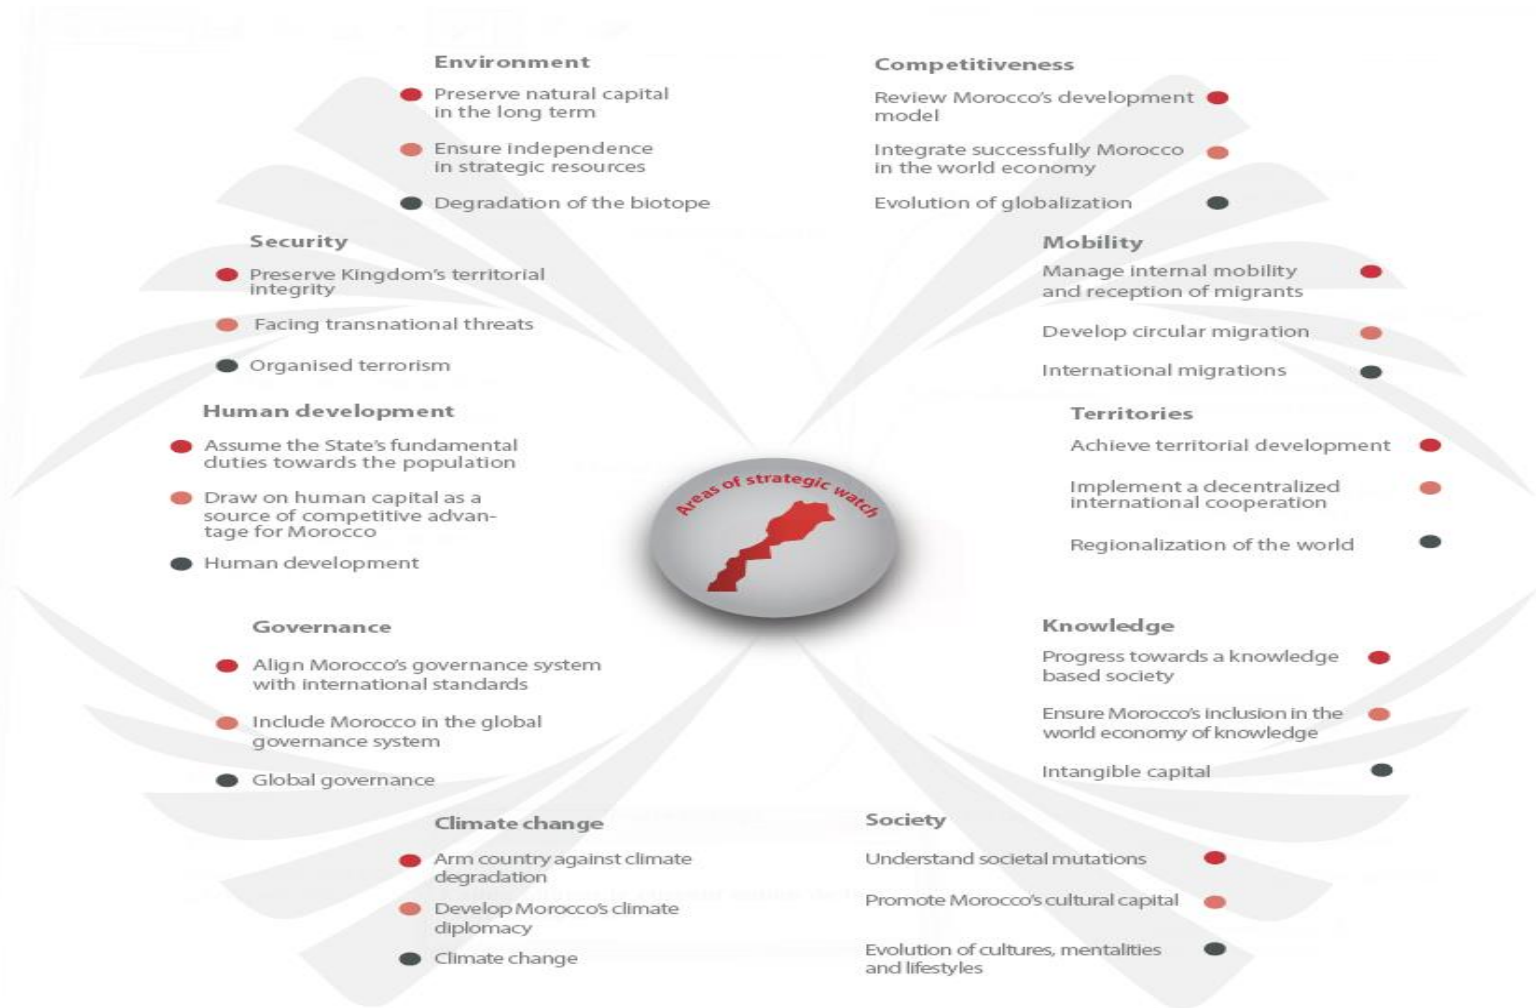 Environment
Preserve natural capital
in the long term
Ensure independence
in strategic resources
Degradation of the biotope
Competitiveness
Review Morocco's development
model
Integrate successfully Morocco
in the world economy
Evolution of globalization
Security
Preserve Kingdom's territorial
integrity
Facing transnational threats
Organised terrorism
Mobility
Manage internal mobility
and reception of migrants
Develop circular migration
International migrations
Human development
Assume the State's fundamental
duties towards the population
Draw on human capital as a
source of competitive advan-
tage for Morocco
Human development
Areas of strategic watch
Territories
Achieve territorial development
Implement a decentralized
international cooperation
Regionalization of the world
Governance
Align Morocco's governance system
with international standards
Include Morocco in the global
governance system
Global governance
Knowledge
Progress towards a knowledge
based society
Ensure Morocco's inclusion in the
world economy of knowledge
Intangible capital
Climate change
Arm country against climate
degradation
Develop Morocco's climate
diplomacy
Climate change
Society
Understand societal mutations
Promote Morocco's cultural capital
Evolution of cultures, mentalities
and lifestyles